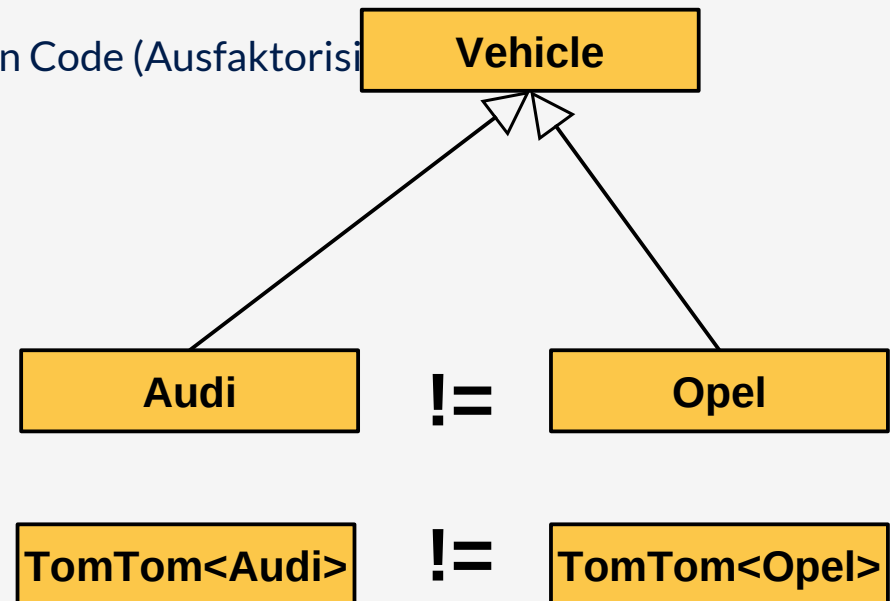 n Code (Ausfaktorisi
Vehicle
Audi != Opel
TomTom<Audi> != TomTom<Opel>